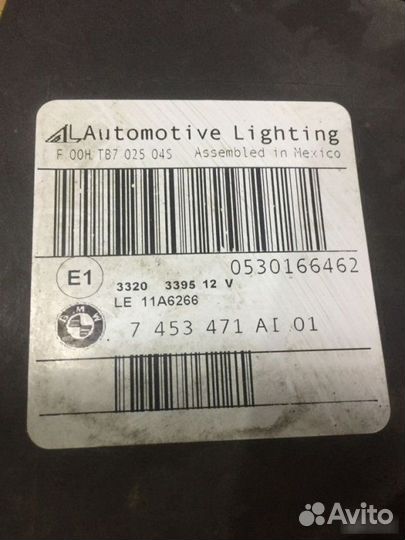 AL Automotive Lighting
F 00H TB7 025 04S Assembled in Mexico
0530166462
E1
3320 3395 12 V
LE 11A6266
BMW
7 453 471 AI 01
Avito